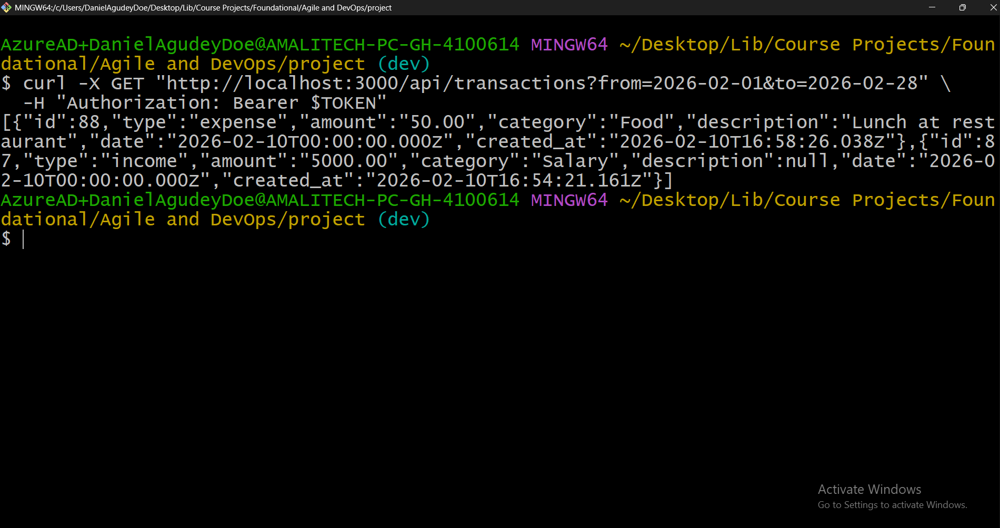 MINGW64:/c/Users/DanielAgudeyDoe/Desktop/Lib/Course Projects/Foundational/Agile and DevOps/project
AzureAD+DanielAgudeyDoe@AMALITECH-PC-GH-4100614 MINGW64 ~/Desktop/Lib/Course Projects/Foun
dational/Agile and DevOps/project (dev)
$ curl -X GET "http://localhost:3000/api/transactions?from=2026-02-01&to=2026-02-28" \
  -H "Authorization: Bearer $TOKEN"
[{"id":88,"type":"expense","amount":"50.00","category":"Food","description":"Lunch at rest
aurant","date":"2026-02-10T00:00:00.000Z","created_at":"2026-02-10T16:58:26.038Z"},{"id":8
7,"type":"income","amount":"5000.00","category":"Salary","description":null,"date":"2026-0
2-10T00:00:00.000Z","created_at":"2026-02-10T16:54:21.161Z"}]
AzureAD+DanielAgudeyDoe@AMALITECH-PC-GH-4100614 MINGW64 ~/Desktop/Lib/Course Projects/Foun
dational/Agile and DevOps/project (dev)
$
Activate Windows
Go to Settings to activate Windows.